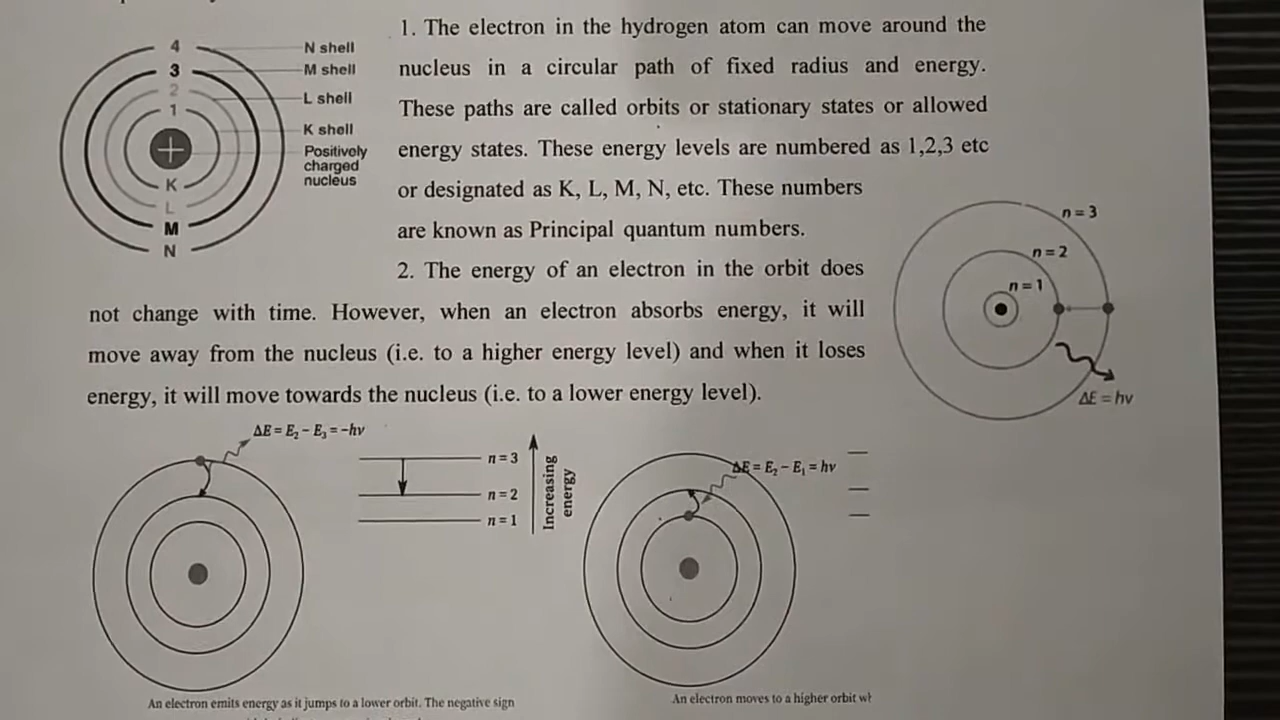 4
3
2
1
K
L
M
N
N shell
M shell
L shell
K shell
Positively
charged
nucleus
1. The electron in the hydrogen atom can move around the
nucleus in a circular path of fixed radius and energy.
These paths are called orbits or stationary states or allowed
energy states. These energy levels are numbered as 1,2,3 etc
or designated as K, L, M, N, etc. These numbers
are known as Principal quantum numbers.
2. The energy of an electron in the orbit does
not change with time. However, when an electron absorbs energy, it will
move away from the nucleus (i.e. to a higher energy level) and when it loses
energy, it will move towards the nucleus (i.e. to a lower energy level).
n = 3
n = 2
n = 1
ΔE = hν
ΔE = E₂ − E₃ = −hν
n = 3
n = 2
n = 1
Increasing
energy
ΔE = E₂ − E₁ = hν
An electron emits energy as it jumps to a lower orbit. The negative sign
An electron moves to a higher orbit